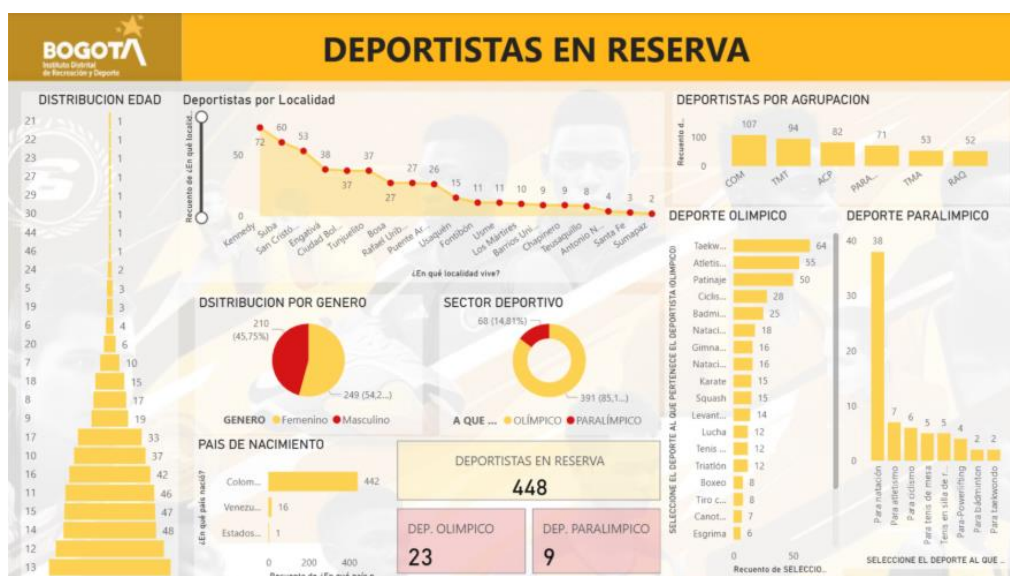 BOGOTA
Instituto Distrital
de Recreación y Deporte
DEPORTISTAS EN RESERVA
DISTRIBUCION EDAD
21 1
22 1
23 1
27 1
29 1
30 1
44 1
46 1
24 2
5 3
19 3
6 4
20 6
7 10
18 15
8 17
9 19
17 33
10 37
16 42
11 46
15 47
14 48
12
13
Deportistas por Localidad
Recuento de ¿En qué localid...
50
0
72 60 53 38 37 37 27 27 26 15 11 11 10 9 9 8 4 3 2
Kennedy
Suba
San Cristó...
Engativá
Ciudad Bol...
Tunjuelito
Bosa
Rafael Urib...
Puente Ar...
Usaquén
Fontibón
Usme
Los Mártires
Barrios Uni...
Chapinero
Teusaquillo
Antonio N...
Santa Fe
Sumapaz
¿En qué localidad vive?
DSITRIBUCION POR GENERO
210
(45,75%)
249 (54,2...)
GENERO Femenino Masculino
SECTOR DEPORTIVO
68 (14,81%)
391 (85,1...)
A QUE ... OLÍMPICO PARALÍMPICO
PAIS DE NACIMIENTO
¿En qué país nació?
Colom... 442
Venezu... 16
Estados... 1
0 200 400
DEPORTISTAS EN RESERVA
448
DEP. OLIMPICO
23
DEP. PARALIMPICO
9
DEPORTISTAS POR AGRUPACION
Recuento d...
100
0
107 94 82 71 53 52
COM TMT ACP PARA... TMA RAQ
DEPORTE OLIMPICO
SELECCIONE EL DEPORTE AL QUE PERTENECE EL DEPORTISTA (OLIMPICO)
Taekw... 64
Atletis... 55
Patinaje 50
Ciclis... 28
Badmi... 25
Nataci... 18
Gimna... 16
Nataci... 16
Karate 15
Squash 15
Levant... 14
Lucha 12
Tenis ... 12
Triatlón 12
Boxeo 8
Tiro c... 8
Canot... 7
Esgrima 6
0 50
Recuento de SELECCIO...
DEPORTE PARALIMPICO
40
30
20
10
0
38 7 6 5 5 4 2 2
Para natación
Para atletismo
Para ciclismo
Para tenis de mesa
Tenis en silla de r...
Para-Powerlifting
Para bádminton
Para taekwondo
SELECCIONE EL DEPORTE AL QUE ...